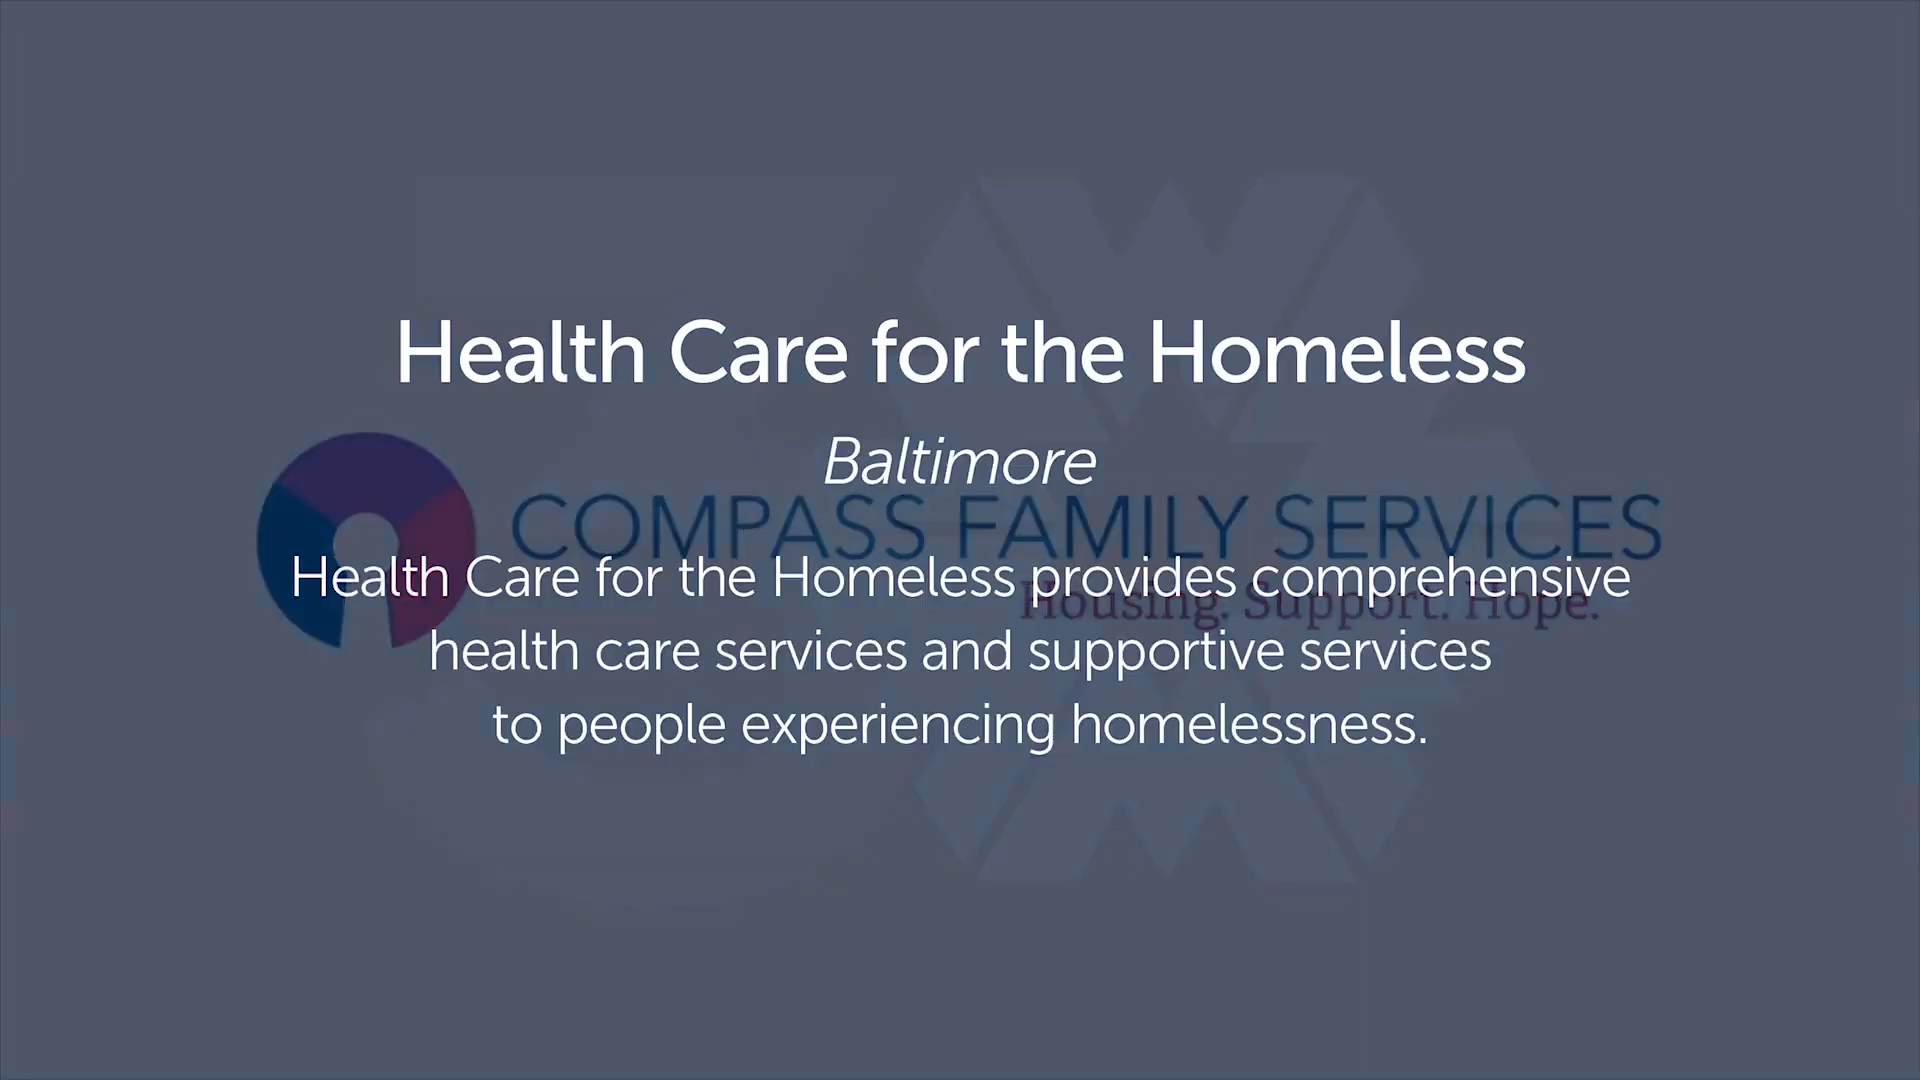 Health Care for the Homeless
Baltimore
COMPASS FAMILY SERVICES
Housing. Support. Hope.
Health Care for the Homeless provides comprehensive
health care services and supportive services
to people experiencing homelessness.